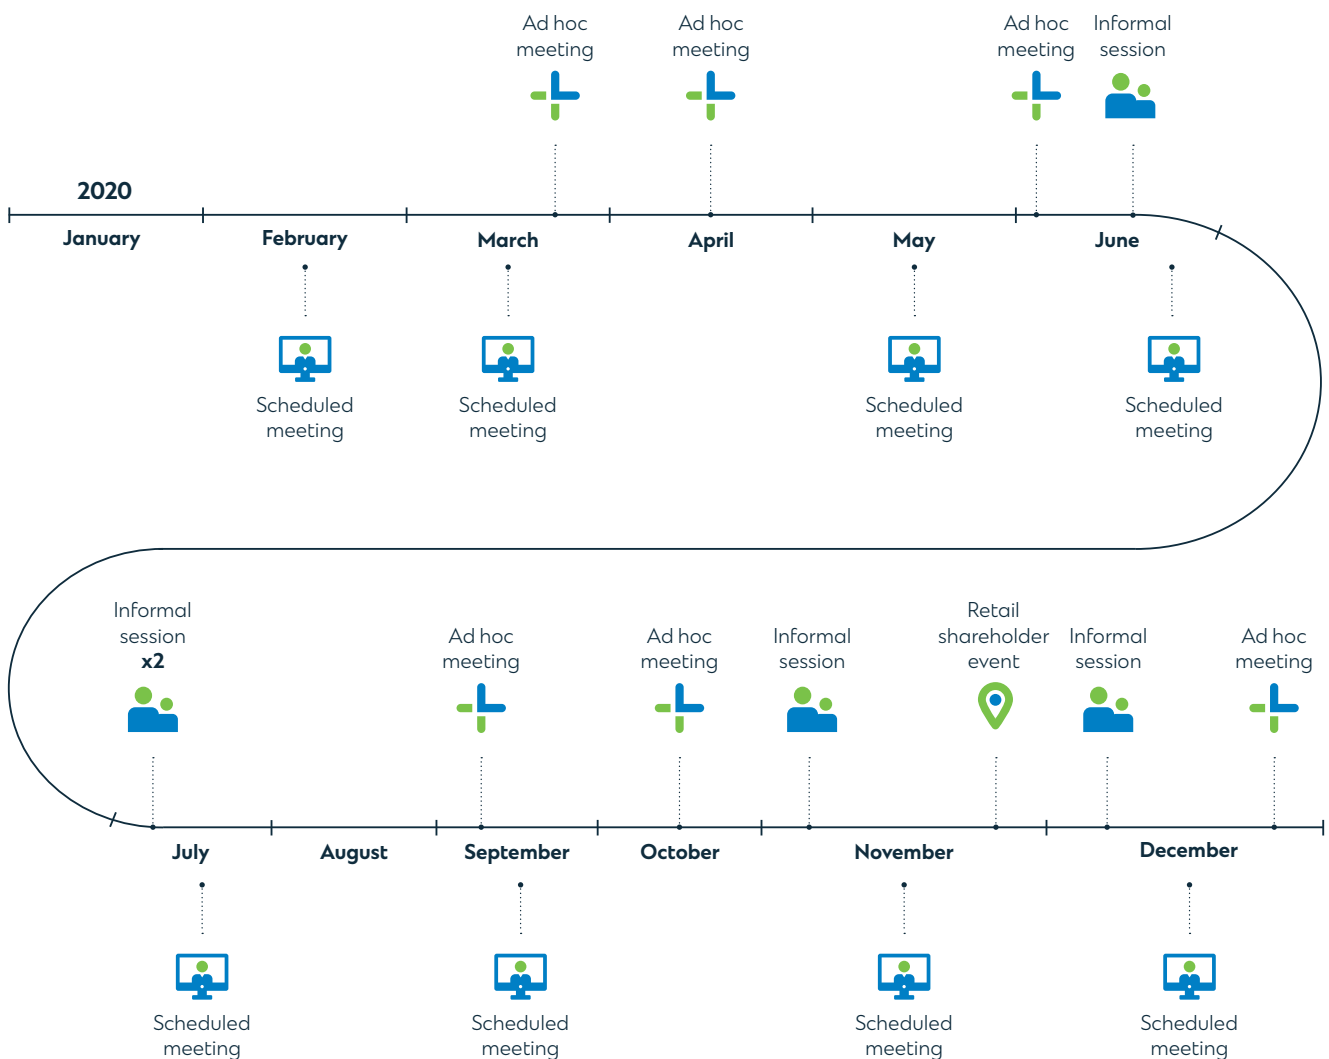 Ad hoc
meeting
Ad hoc
meeting
Ad hoc
meeting
Informal
session
2020
January
February
March
April
May
June
Scheduled
meeting
Scheduled
meeting
Scheduled
meeting
Scheduled
meeting
Informal
session
x2
Ad hoc
meeting
Ad hoc
meeting
Informal
session
Retail
shareholder
event
Informal
session
Ad hoc
meeting
July
August
September
October
November
December
Scheduled
meeting
Scheduled
meeting
Scheduled
meeting
Scheduled
meeting